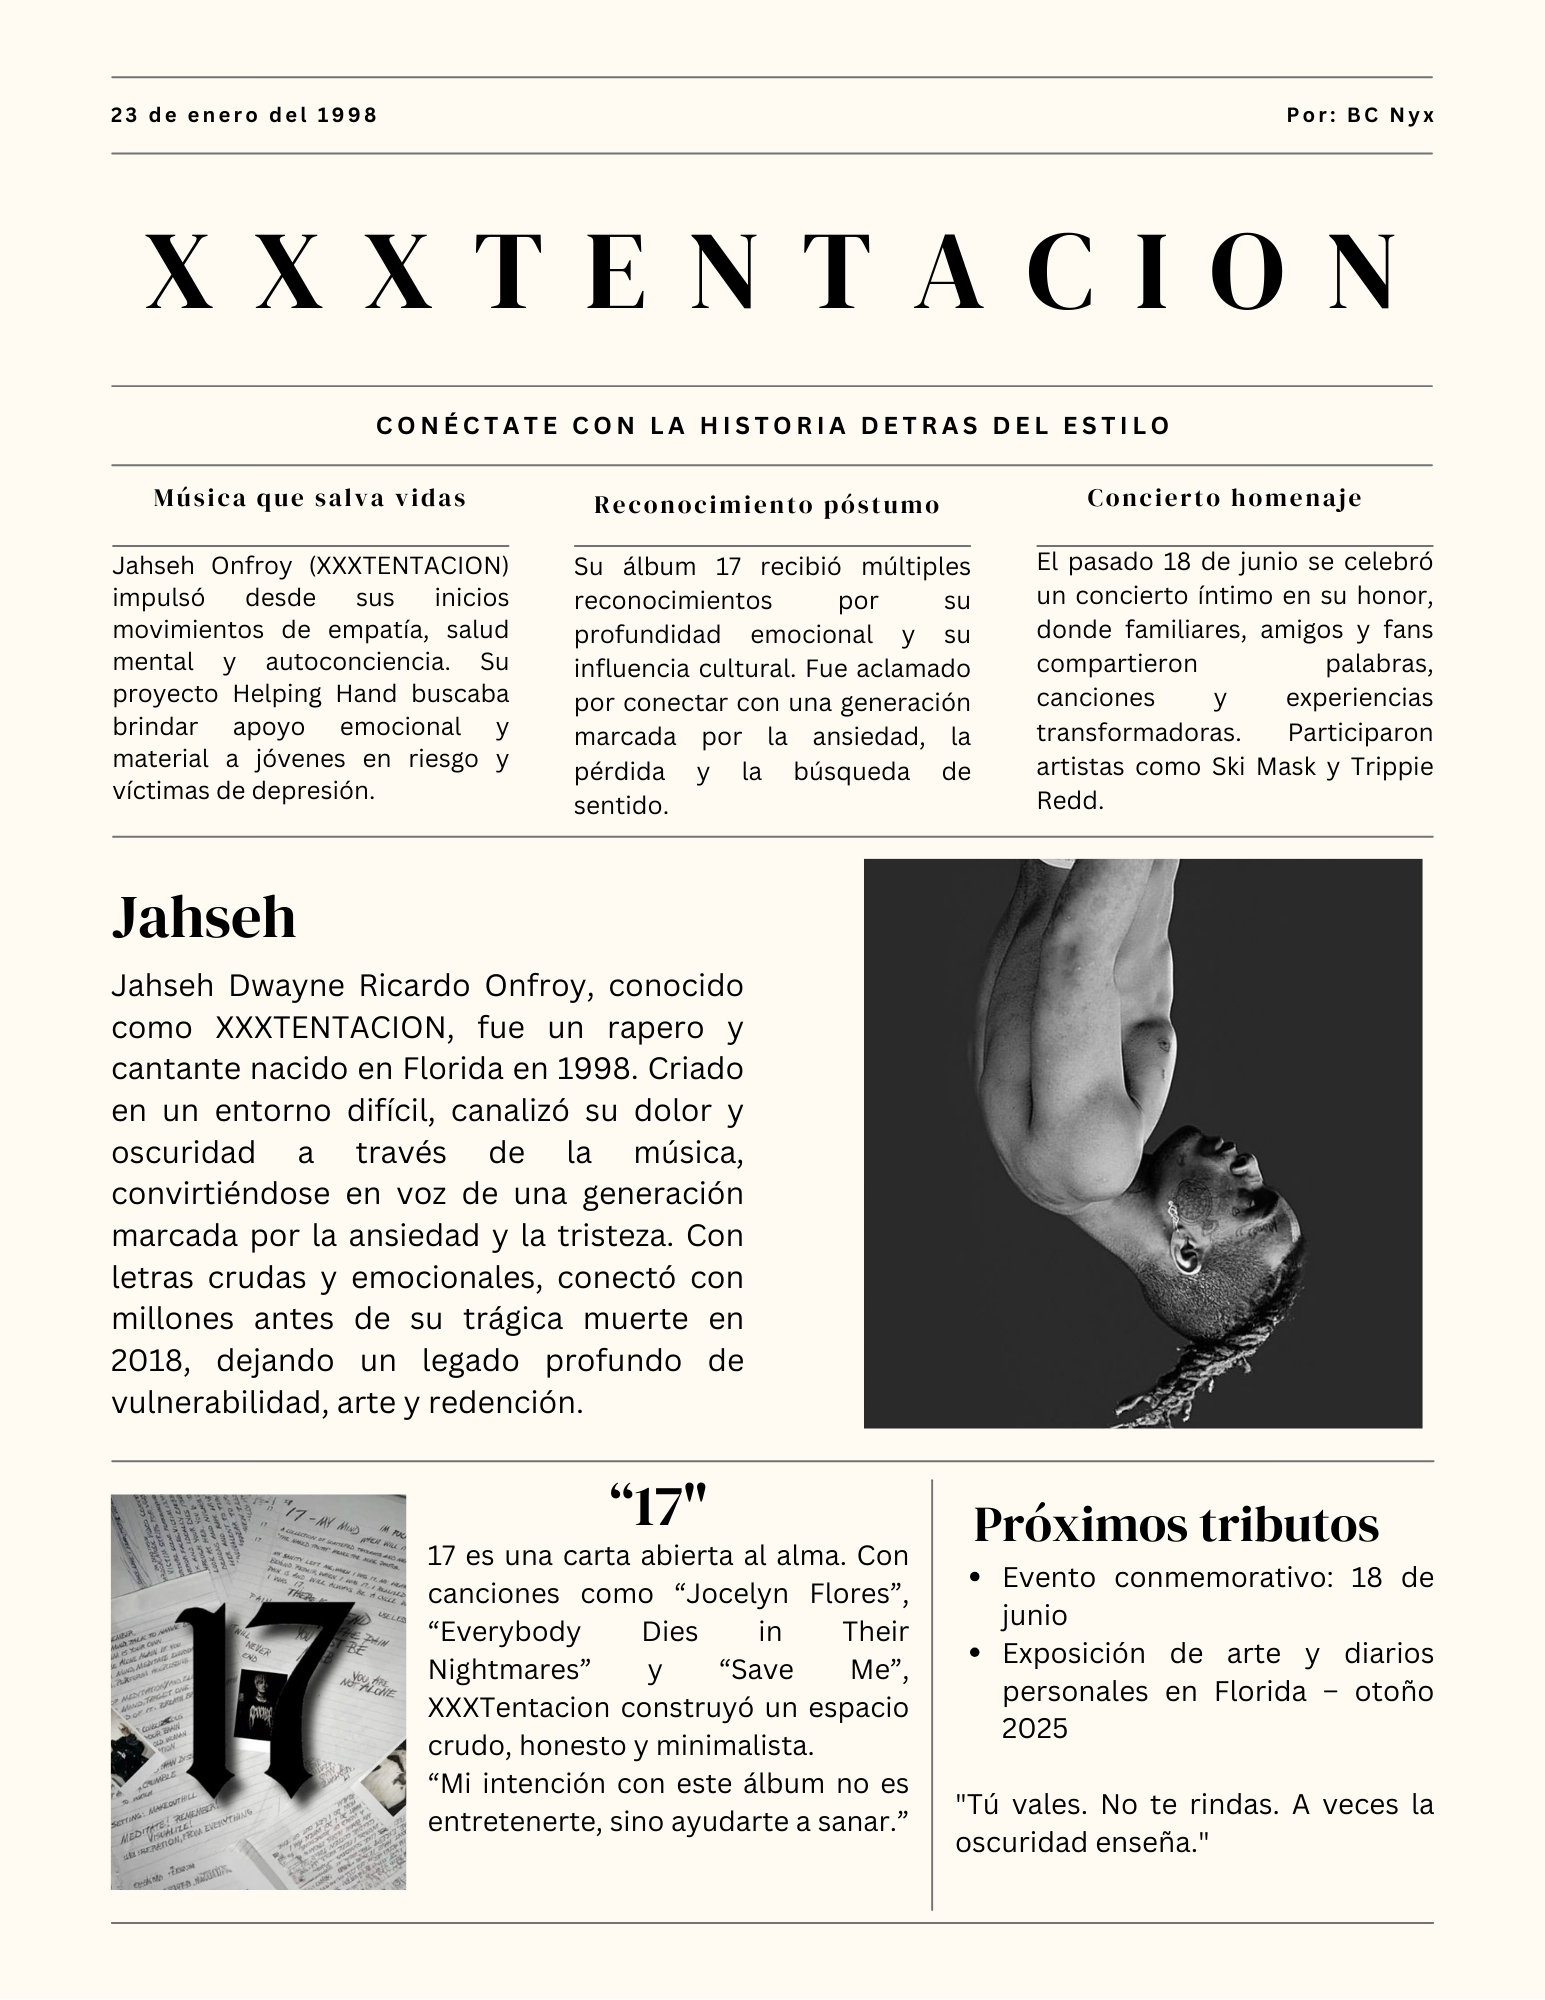 23 de enero del 1998
Por: BC Nyx
XXXTENTACION
CONÉCTATE CON LA HISTORIA DETRAS DEL ESTILO
Música que salva vidas
Jahseh Onfroy (XXXTENTACION)
impulsó desde sus inicios
movimientos de empatía, salud
mental y autoconciencia. Su
proyecto Helping Hand buscaba
brindar apoyo emocional y
material a jóvenes en riesgo y
víctimas de depresión.
Reconocimiento póstumo
Su álbum 17 recibió múltiples
reconocimientos por su
profundidad emocional y su
influencia cultural. Fue aclamado
por conectar con una generación
marcada por la ansiedad, la
pérdida y la búsqueda de
sentido.
Concierto homenaje
El pasado 18 de junio se celebró
un concierto íntimo en su honor,
donde familiares, amigos y fans
compartieron palabras,
canciones y experiencias
transformadoras. Participaron
artistas como Ski Mask y Trippie
Redd.
Jahseh
Jahseh Dwayne Ricardo Onfroy, conocido
como XXXTENTACION, fue un rapero y
cantante nacido en Florida en 1998. Criado
en un entorno difícil, canalizó su dolor y
oscuridad a través de la música,
convirtiéndose en voz de una generación
marcada por la ansiedad y la tristeza. Con
letras crudas y emocionales, conectó con
millones antes de su trágica muerte en
2018, dejando un legado profundo de
vulnerabilidad, arte y redención.
17 - MY MIND
YOU ARE
NOT ALONE
17
MEDITATE! REMEMBER!
VISUALIZE!
“17"
17 es una carta abierta al alma. Con
canciones como “Jocelyn Flores”,
“Everybody Dies in Their
Nightmares” y “Save Me”,
XXXTentacion construyó un espacio
crudo, honesto y minimalista.
“Mi intención con este álbum no es
entretenerte, sino ayudarte a sanar.”
Próximos tributos
• Evento conmemorativo: 18 de
junio
• Exposición de arte y diarios
personales en Florida – otoño
2025
"Tú vales. No te rindas. A veces la
oscuridad enseña."